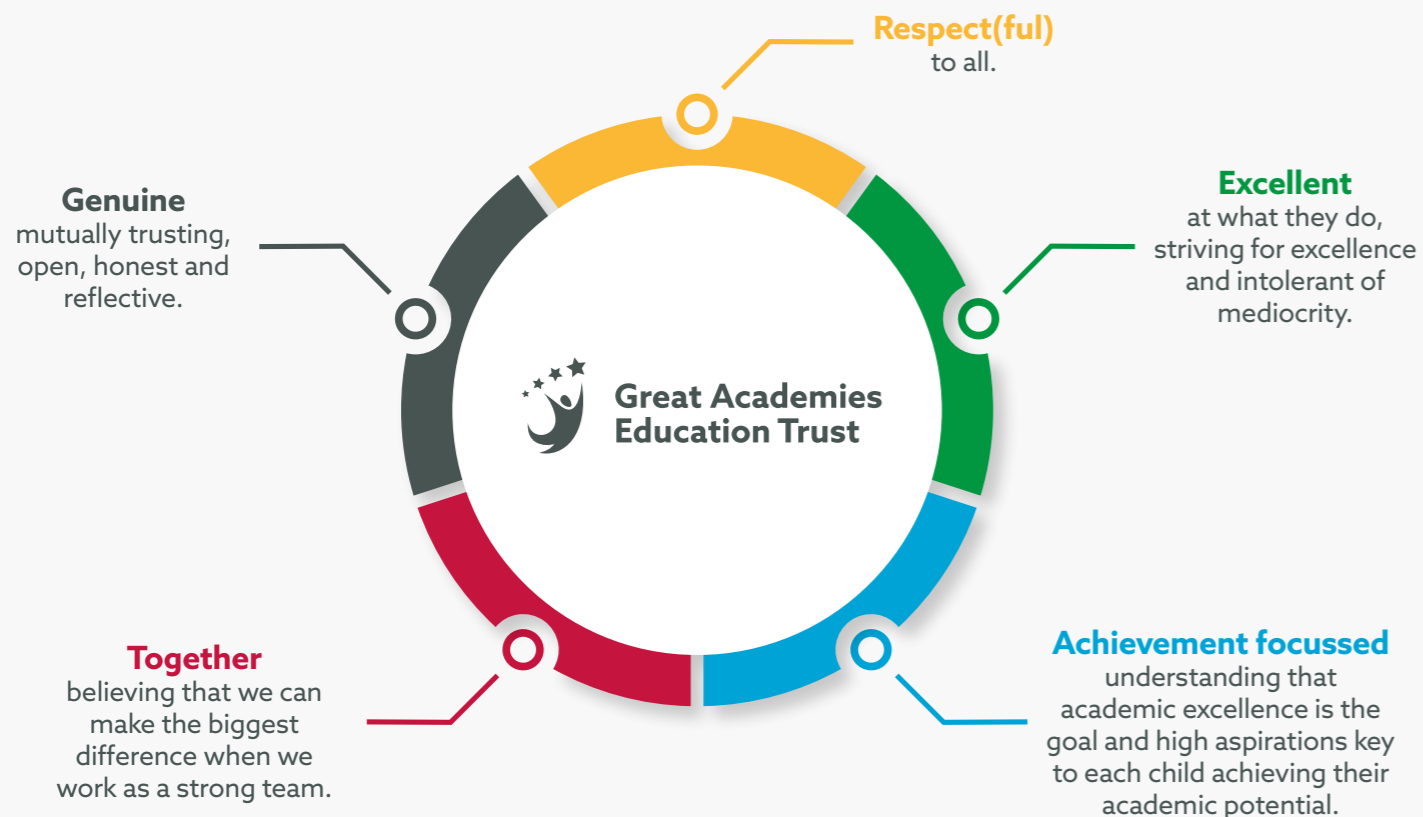 Respect(ful)
to all.
Genuine
mutually trusting,
open, honest and
reflective.
Excellent
at what they do,
striving for excellence
and intolerant of
mediocrity.
Great Academies
Education Trust
Together
believing that we can
make the biggest
difference when we
work as a strong team.
Achievement focussed
understanding that
academic excellence is the
goal and high aspirations key
to each child achieving their
academic potential.